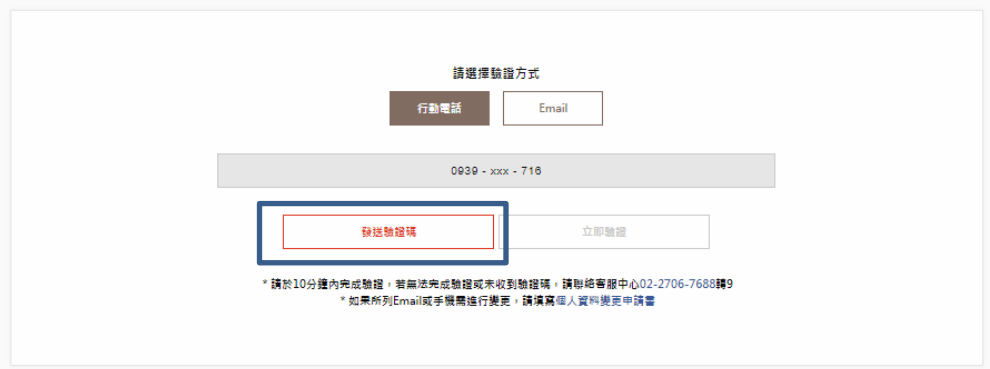 請選擇驗證方式
行動電話
Email
0939 - xxx - 716
發送驗證碼
立即驗證
* 請於10分鐘內完成驗證，若無法完成驗證或未收到驗證碼，請聯絡客服中心02-2706-7688轉9
* 如果所列Email或手機需進行變更，請填寫個人資料變更申請書